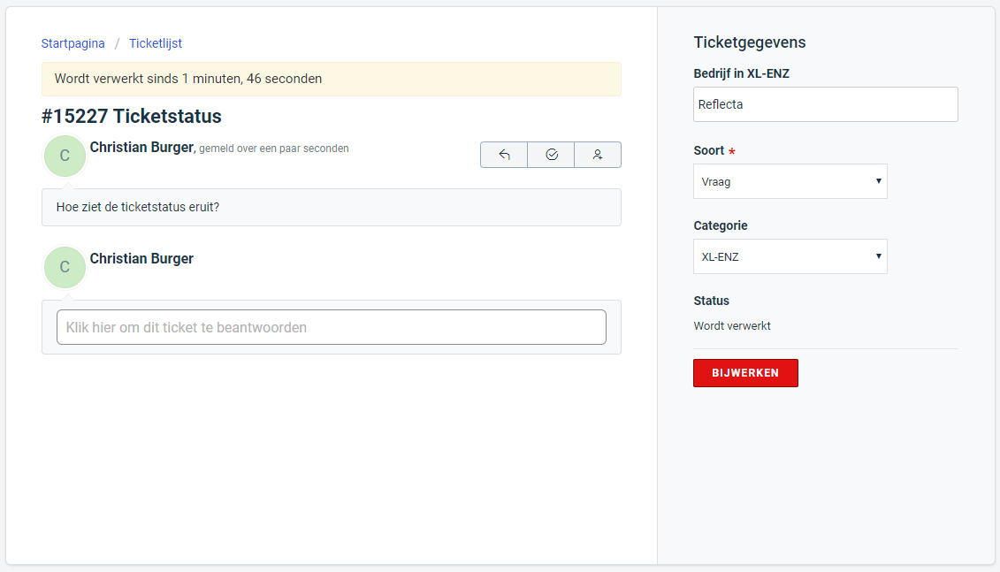 Startpagina / Ticketlijst
Wordt verwerkt sinds 1 minuten, 46 seconden
#15227 Ticketstatus
C
Christian Burger, gemeld over een paar seconden
Hoe ziet de ticketstatus eruit?
C
Christian Burger
Klik hier om dit ticket te beantwoorden
Ticketgegevens
Bedrijf in XL-ENZ
Reflecta
Soort *
Vraag
Categorie
XL-ENZ
Status
Wordt verwerkt
BIJWERKEN